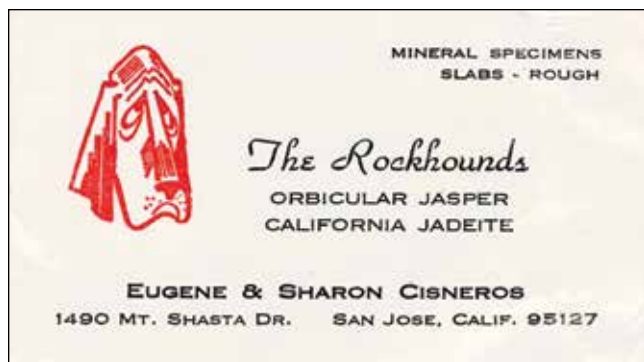 MINERAL SPECIMENS
SLABS - ROUGH
The Rockhounds
ORBICULAR JASPER
CALIFORNIA JADEITE
EUGENE & SHARON CISNEROS
1490 MT. SHASTA DR. SAN JOSE, CALIF. 95127